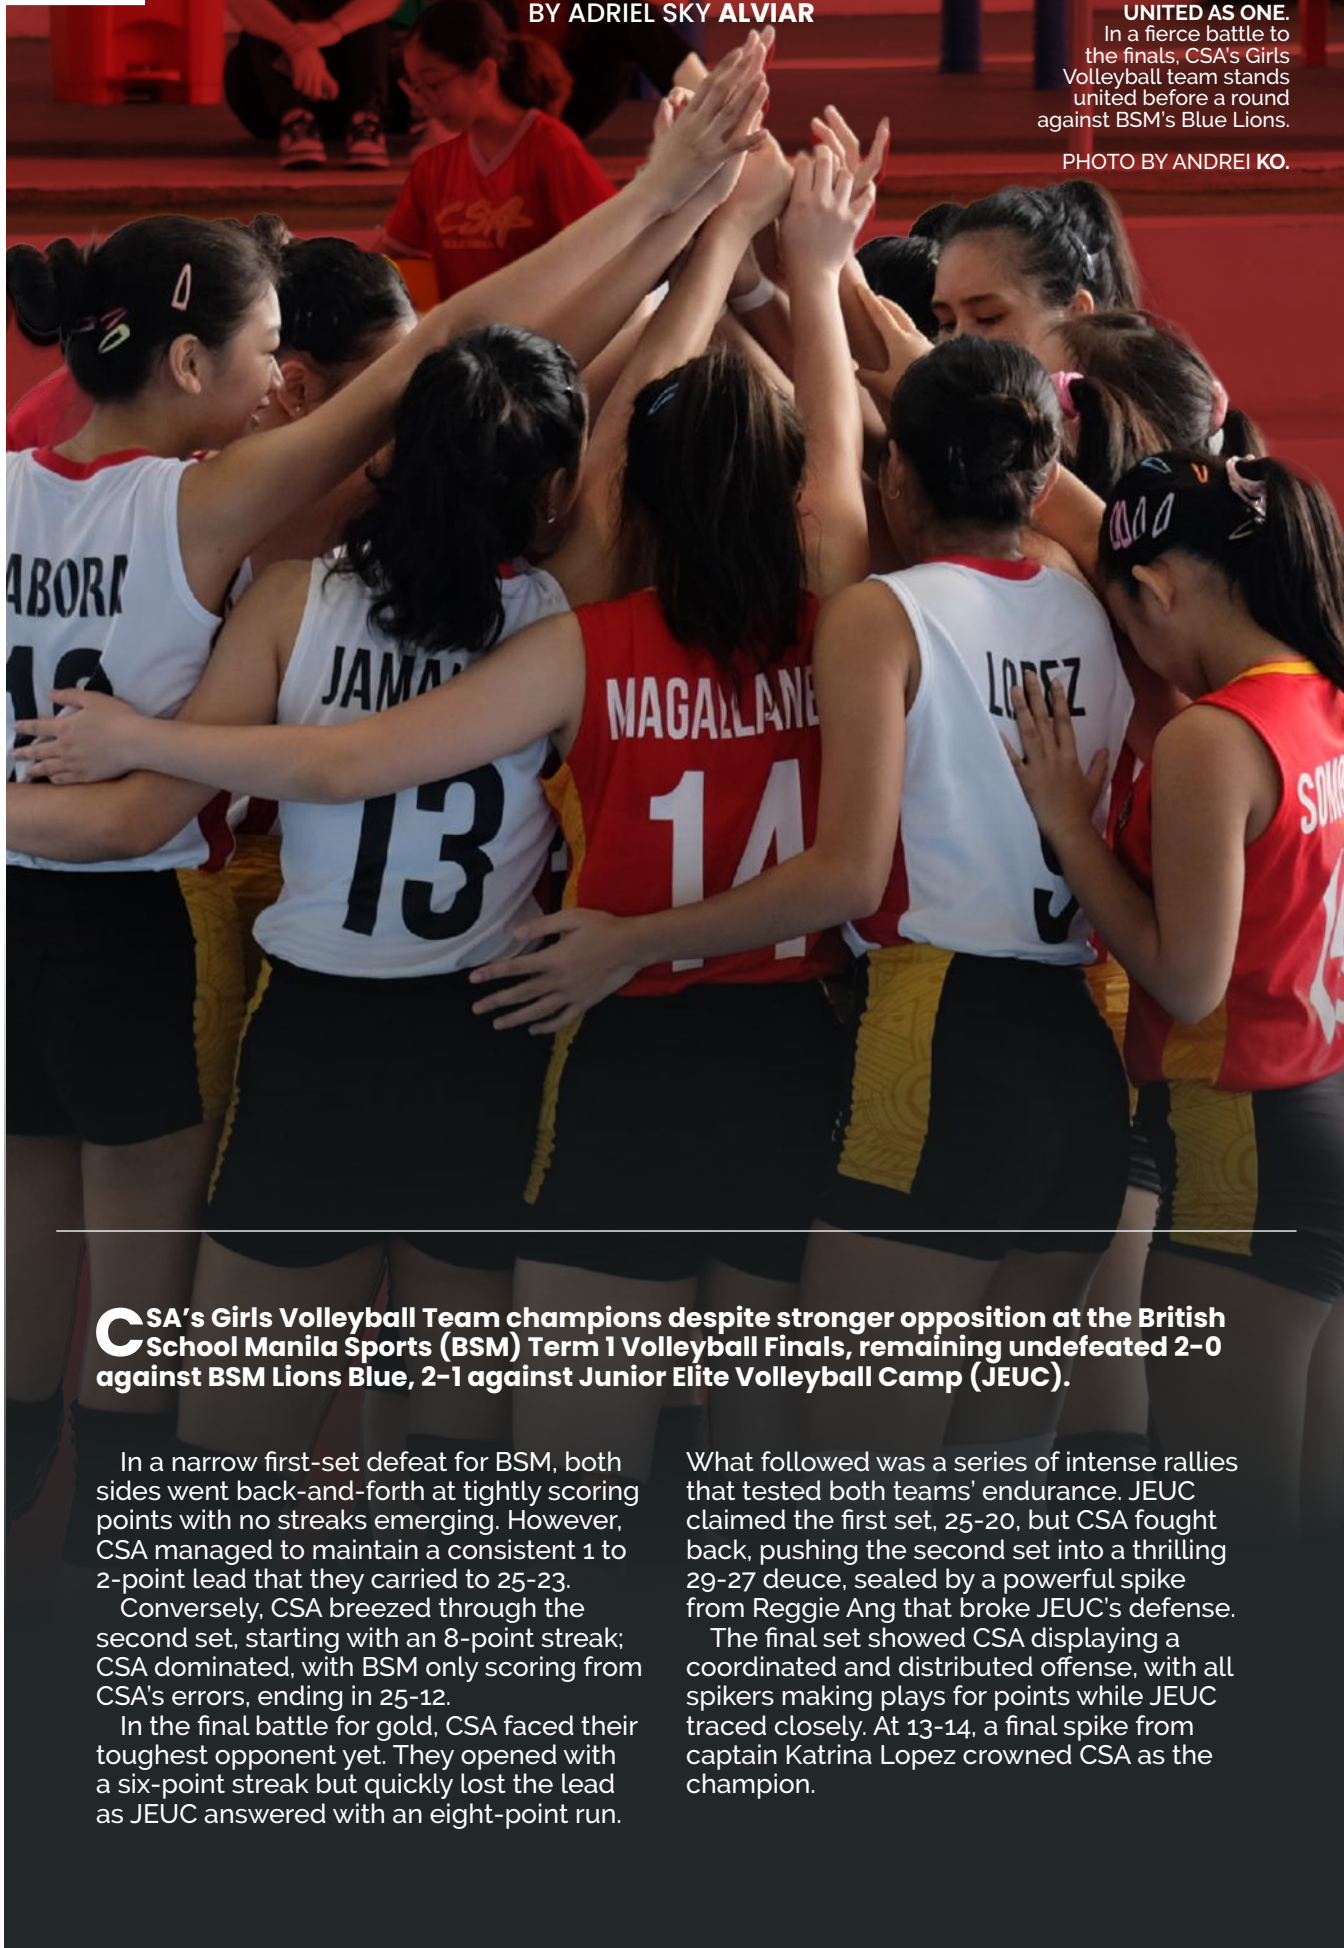 BY ADRIEL SKY ALVIAR
UNITED AS ONE.
In a fierce battle to
the finals, CSA's Girls
Volleyball team stands
united before a round
against BSM's Blue Lions.
PHOTO BY ANDREI KO.
CSA
ABORA
JAMA
13
MAGALLANE
14
LOPEZ
9
CSA's Girls Volleyball Team champions despite stronger opposition at the British
School Manila Sports (BSM) Term 1 Volleyball Finals, remaining undefeated 2-0
against BSM Lions Blue, 2-1 against Junior Elite Volleyball Camp (JEUC).
In a narrow first-set defeat for BSM, both
sides went back-and-forth at tightly scoring
points with no streaks emerging. However,
CSA managed to maintain a consistent 1 to
2-point lead that they carried to 25-23.
Conversely, CSA breezed through the
second set, starting with an 8-point streak;
CSA dominated, with BSM only scoring from
CSA's errors, ending in 25-12.
In the final battle for gold, CSA faced their
toughest opponent yet. They opened with
a six-point streak but quickly lost the lead
as JEUC answered with an eight-point run.
What followed was a series of intense rallies
that tested both teams' endurance. JEUC
claimed the first set, 25-20, but CSA fought
back, pushing the second set into a thrilling
29-27 deuce, sealed by a powerful spike
from Reggie Ang that broke JEUC's defense.
The final set showed CSA displaying a
coordinated and distributed offense, with all
spikers making plays for points while JEUC
traced closely. At 13-14, a final spike from
captain Katrina Lopez crowned CSA as the
champion.